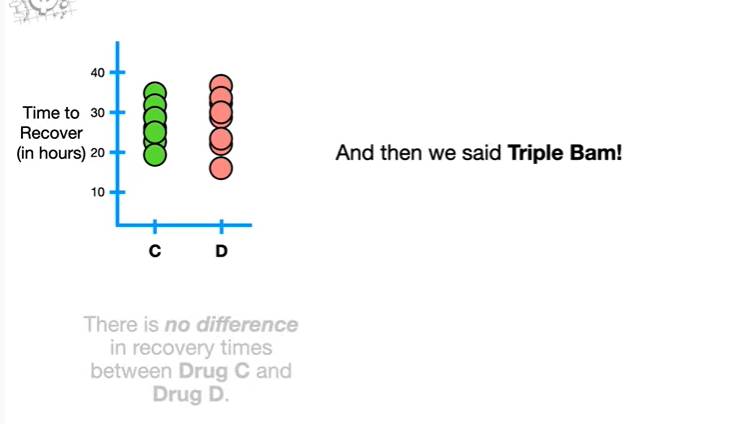 40
Time to 30
Recover
(in hours) 20
10
C D
And then we said Triple Bam!
There is no difference
in recovery times
between Drug C and
Drug D.